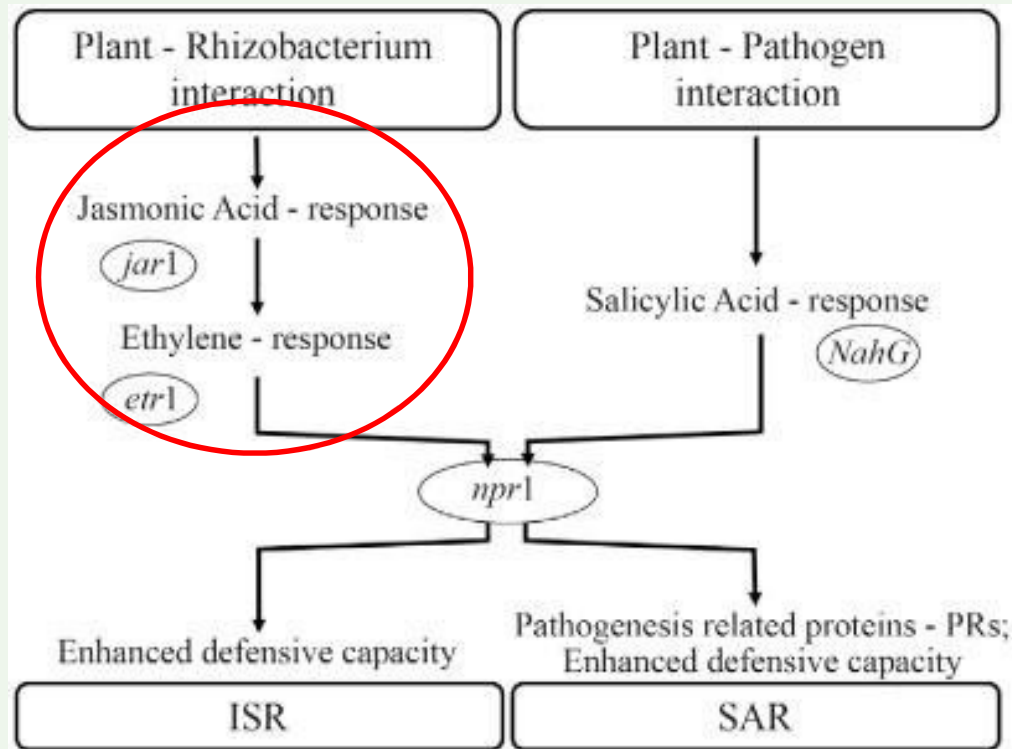 Plant - Rhizobacterium
interaction
Plant - Pathogen
interaction
Jasmonic Acid - response
jar1
Ethylene - response
etr1
Salicylic Acid - response
NahG
npr1
Enhanced defensive capacity
Pathogenesis related proteins - PRs;
Enhanced defensive capacity
ISR
SAR